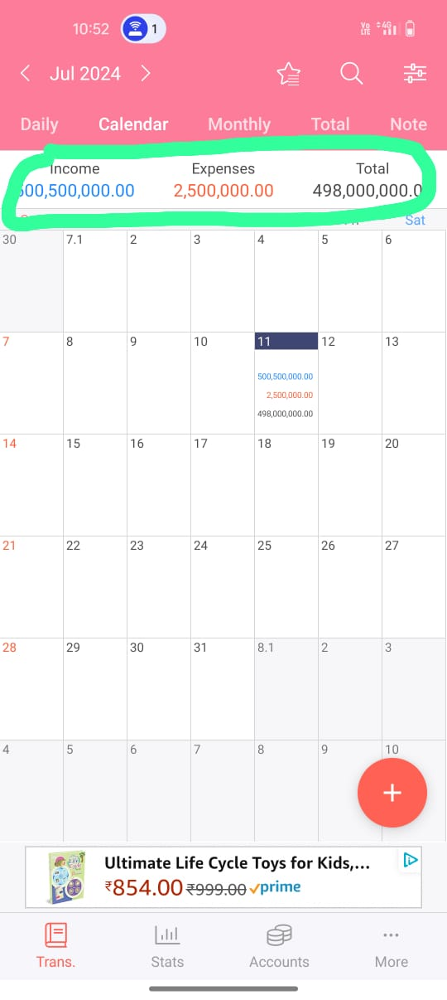 10:52 1 Vo LTE 4G
Jul 2024
Daily Calendar Monthly Total Note
Income Expenses Total
500,500,000.00 2,500,000.00 498,000,000.0
Sat
30 7.1 2 3 4 5 6
7 8 9 10 11 12 13
500,500,000.00
2,500,000.00
498,000,000.00
14 15 16 17 18 19 20
21 22 23 24 25 26 27
28 29 30 31 8.1 2 3
4 5 6 7 8 9 10
+
Ultimate Life Cycle Toys for Kids,...
₹854.00 ₹999.00 prime
Trans. Stats Accounts More